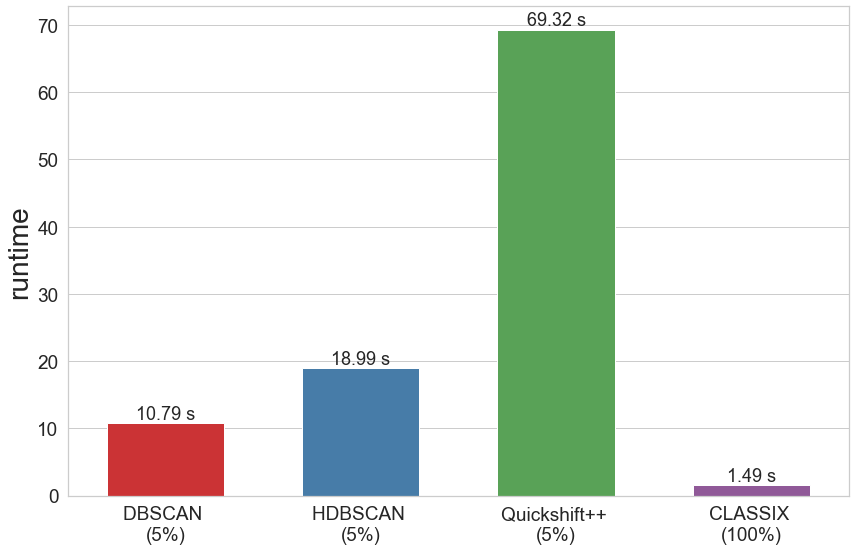 runtime
70
60
50
40
30
20
10
0
10.79 s
18.99 s
69.32 s
1.49 s
DBSCAN
(5%)
HDBSCAN
(5%)
Quickshift++
(5%)
CLASSIX
(100%)